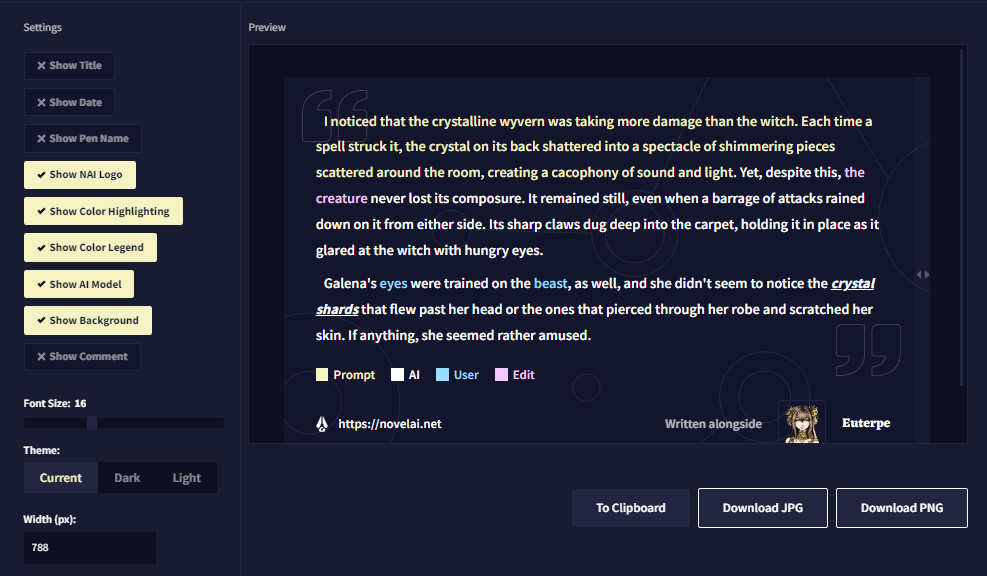 Settings
Show Title
Show Date
Show Pen Name
Show NAI Logo
Show Color Highlighting
Show Color Legend
Show AI Model
Show Background
Show Comment
Font Size: 16
Theme:
Current Dark Light
Width (px):
788
Preview
I noticed that the crystalline wyvern was taking more damage than the witch. Each time a
spell struck it, the crystal on its back shattered into a spectacle of shimmering pieces
scattered around the room, creating a cacophony of sound and light. Yet, despite this, the
creature never lost its composure. It remained still, even when a barrage of attacks rained
down on it from either side. Its sharp claws dug deep into the carpet, holding it in place as it
glared at the witch with hungry eyes.
Galena's eyes were trained on the beast, as well, and she didn't seem to notice the crystal
shards that flew past her head or the ones that pierced through her robe and scratched her
skin. If anything, she seemed rather amused.
Prompt AI User Edit
https://novelai.net Written alongside Euterpe
To Clipboard Download JPG Download PNG